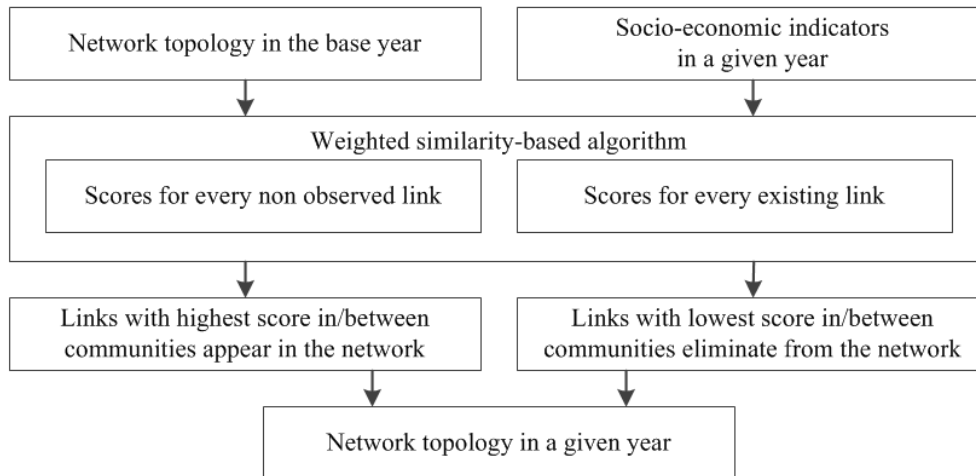 Network topology in the base year
Socio-economic indicators
in a given year
Weighted similarity-based algorithm
Scores for every non observed link
Scores for every existing link
Links with highest score in/between
communities appear in the network
Links with lowest score in/between
communities eliminate from the network
Network topology in a given year